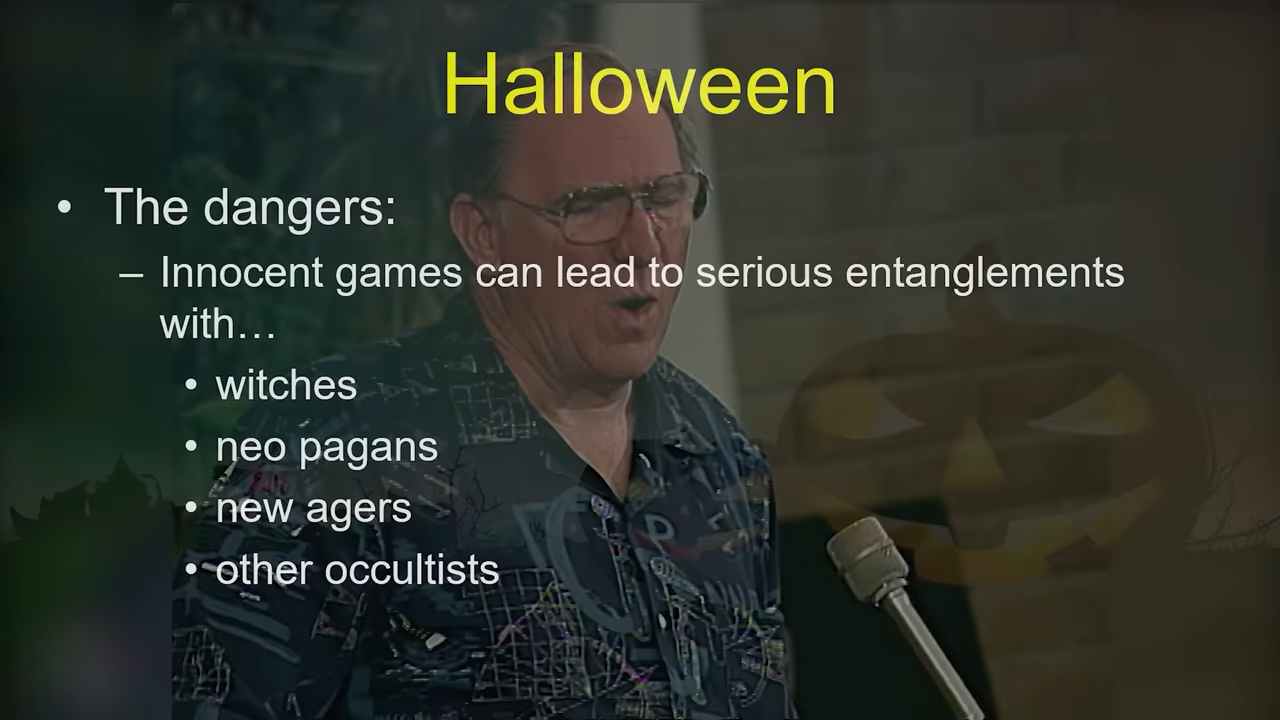 Halloween
• The dangers:
– Innocent games can lead to serious entanglements
with…
• witches
• neo pagans
• new agers
• other occultists